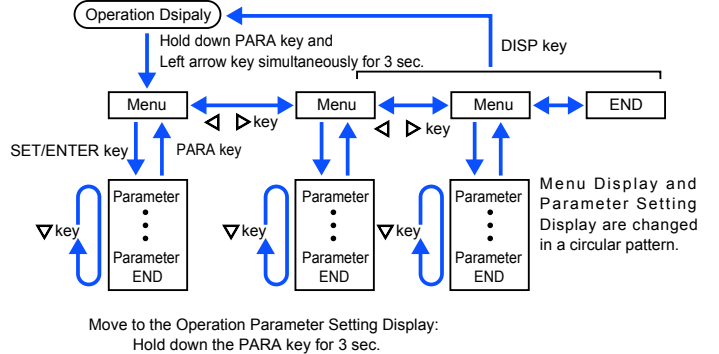 Operation Dsipaly
Hold down PARA key and
Left arrow key simultaneously for 3 sec.
DISP key
Menu
Menu
Menu
END
key
key
SET/ENTER key
PARA key
Parameter
Parameter
END
key
Parameter
Parameter
END
key
Parameter
Parameter
END
key
Menu Display and
Parameter Setting
Display are changed
in a circular pattern.
Move to the Operation Parameter Setting Display:
Hold down the PARA key for 3 sec.